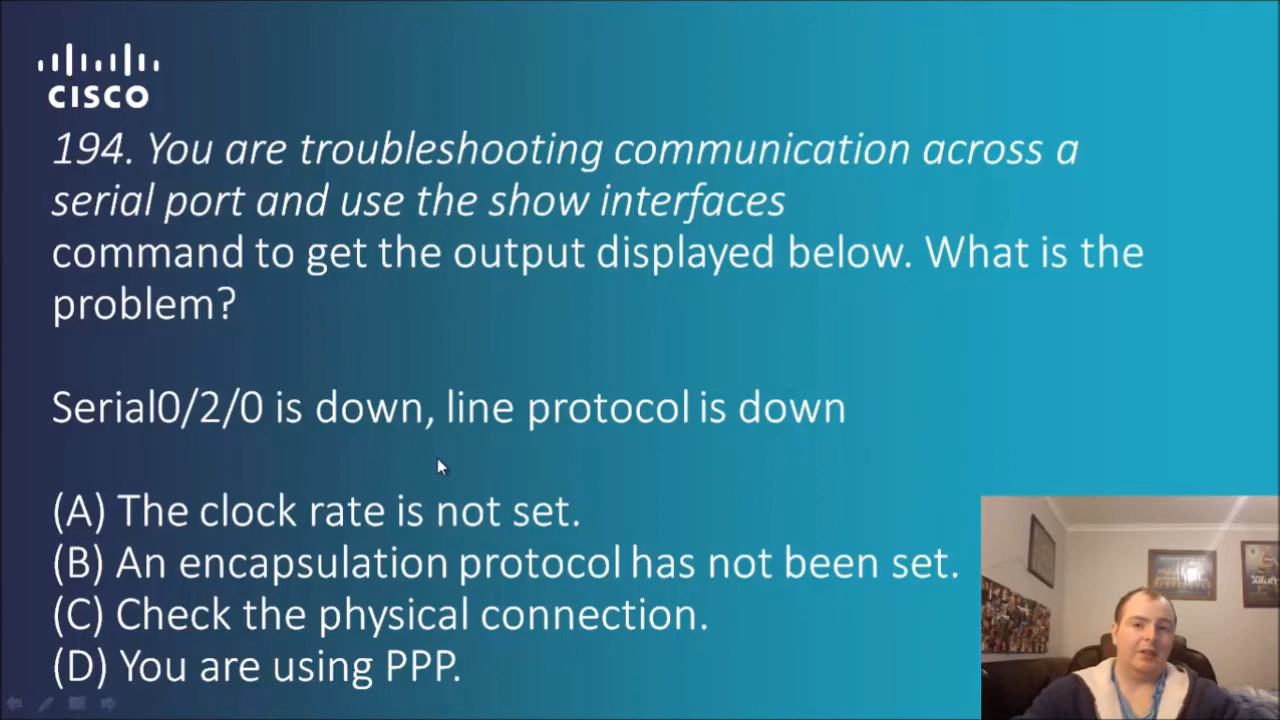 CISCO
194. You are troubleshooting communication across a
serial port and use the show interfaces
command to get the output displayed below. What is the
problem?
Serial0/2/0 is down, line protocol is down
(A) The clock rate is not set.
(B) An encapsulation protocol has not been set.
(C) Check the physical connection.
(D) You are using PPP.